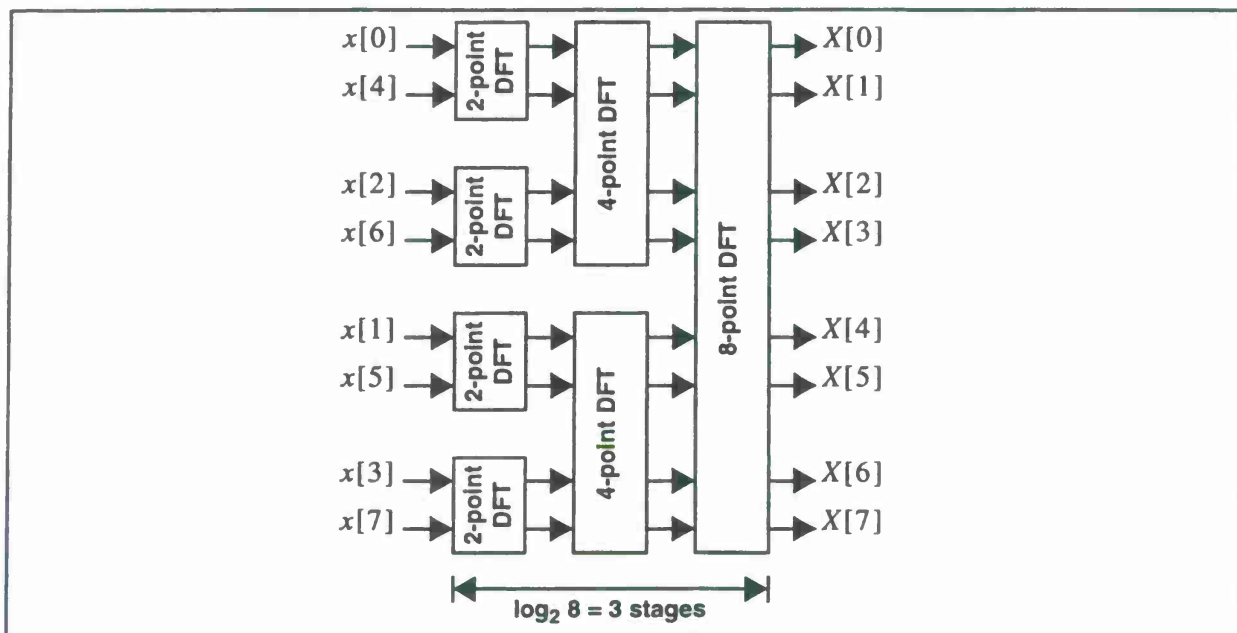 x[0]
x[4]
x[2]
x[6]
x[1]
x[5]
x[3]
x[7]
2-point
DFT
2-point
DFT
2-point
DFT
2-point
DFT
4-point DFT
4-point DFT
8-point DFT
X[0]
X[1]
X[2]
X[3]
X[4]
X[5]
X[6]
X[7]
log₂ 8 = 3 stages